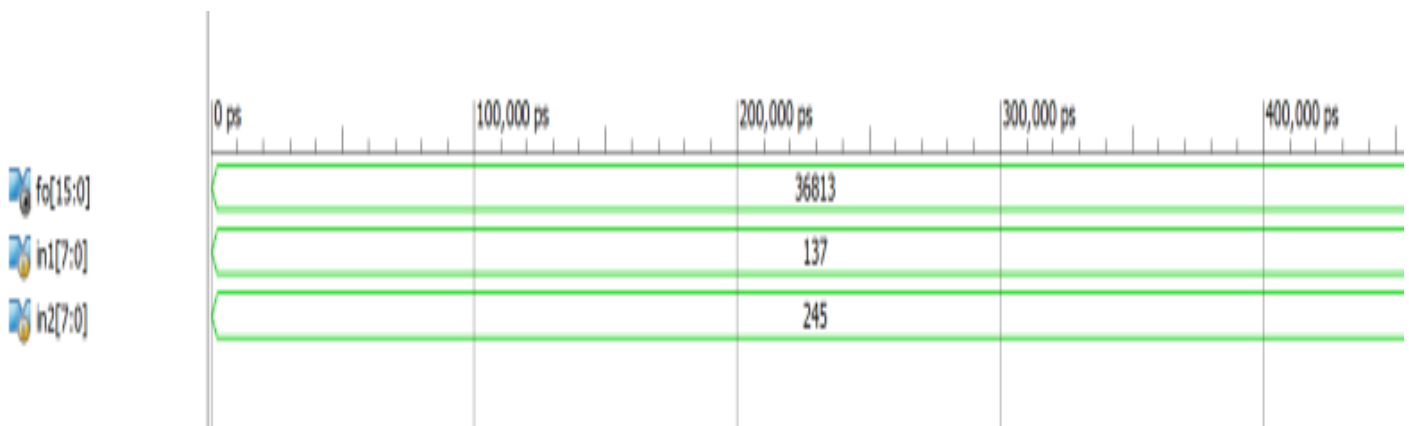 0 ps 100,000 ps 200,000 ps 300,000 ps 400,000 ps
fo[15:0] 36813
in1[7:0] 137
in2[7:0] 245